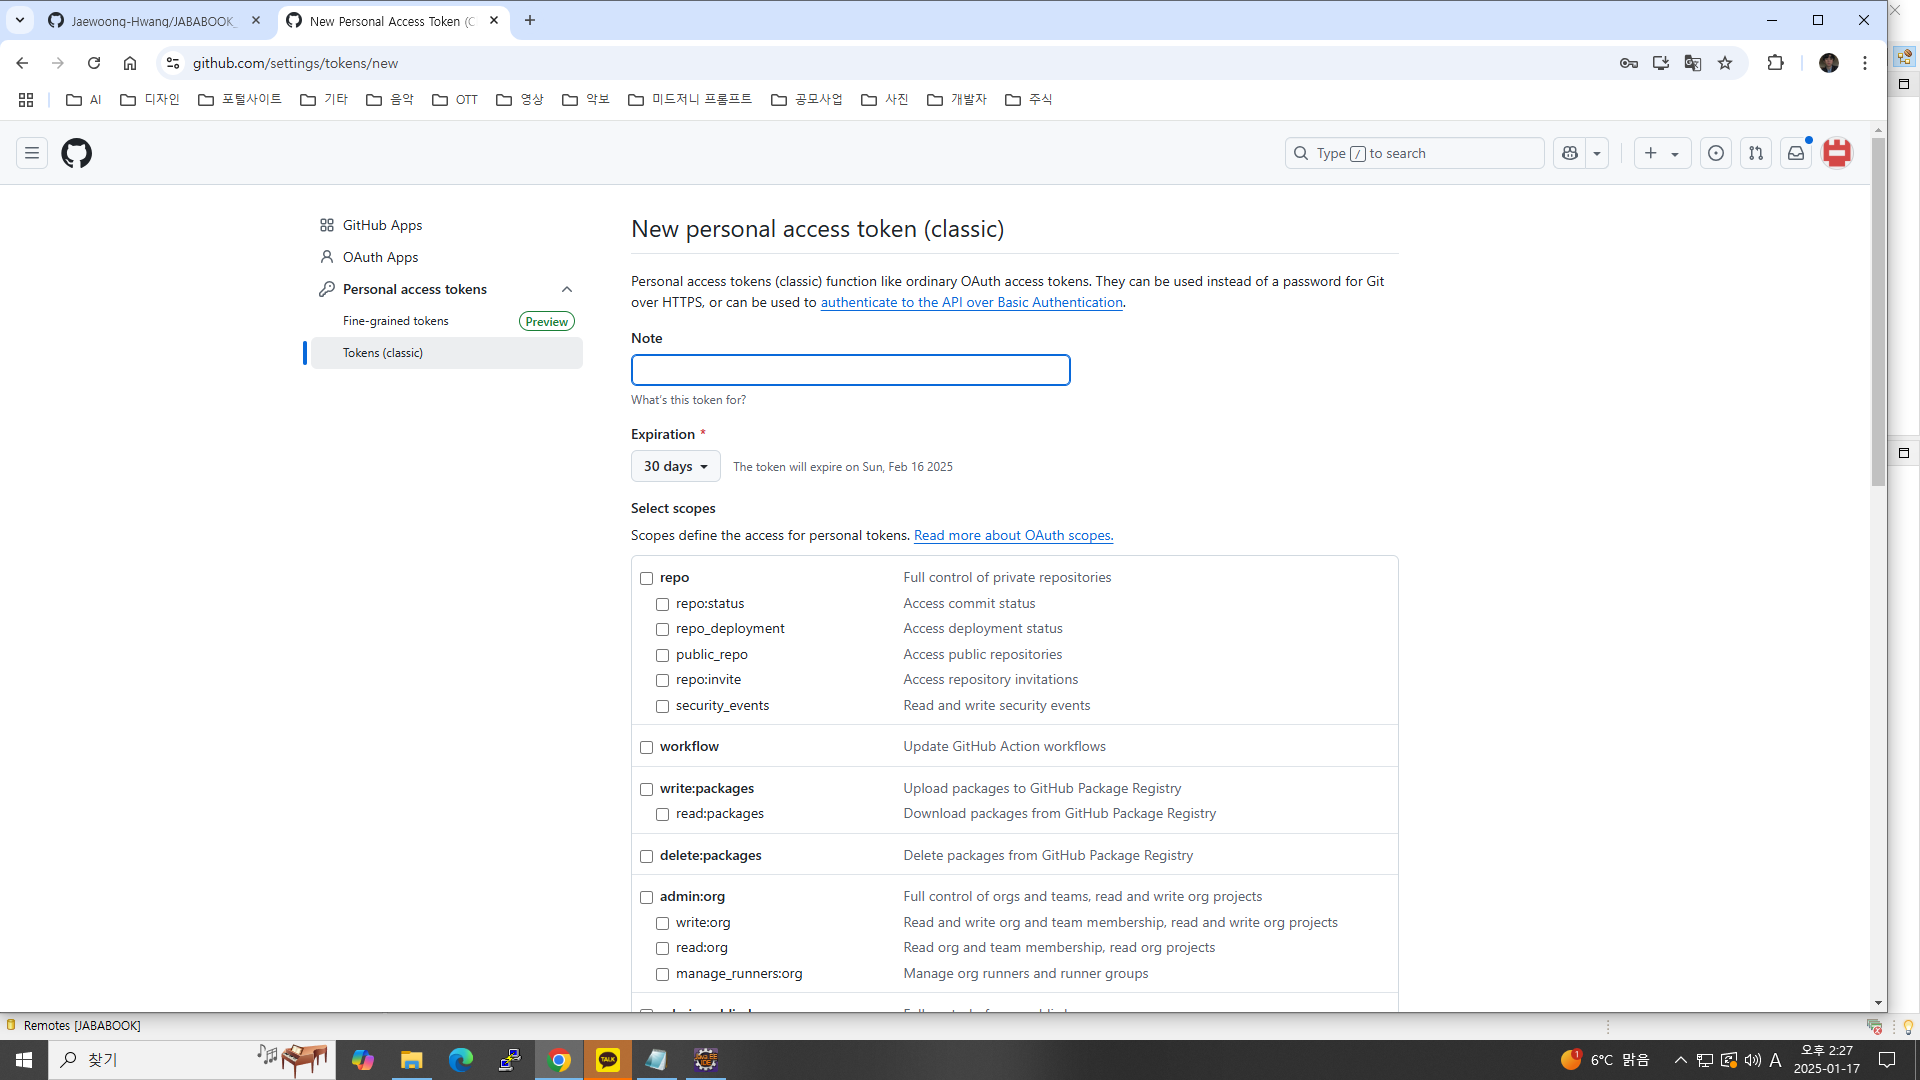 Jaewoong-Hwang/JABABOOK_
New Personal Access Token (C
github.com/settings/tokens/new
AI
디자인
포털사이트
기타
음악
OTT
영상
악보
미드저니 프롬프트
공모사업
사진
개발자
주식
Type / to search
GitHub Apps
OAuth Apps
Personal access tokens
Fine-grained tokens
Preview
Tokens (classic)
New personal access token (classic)
Personal access tokens (classic) function like ordinary OAuth access tokens. They can be used instead of a password for Git
over HTTPS, or can be used to authenticate to the API over Basic Authentication.
Note
What's this token for?
Expiration *
30 days
The token will expire on Sun, Feb 16 2025
Select scopes
Scopes define the access for personal tokens. Read more about OAuth scopes.
repo Full control of private repositories
repo:status Access commit status
repo_deployment Access deployment status
public_repo Access public repositories
repo:invite Access repository invitations
security_events Read and write security events
workflow Update GitHub Action workflows
write:packages Upload packages to GitHub Package Registry
read:packages Download packages from GitHub Package Registry
delete:packages Delete packages from GitHub Package Registry
admin:org Full control of orgs and teams, read and write org projects
write:org Read and write org and team membership, read and write org projects
read:org Read org and team membership, read org projects
manage_runners:org Manage org runners and runner groups
Remotes [JABABOOK]
찾기
TALK
1
6°C 맑음
A
오후 2:27
2025-01-17